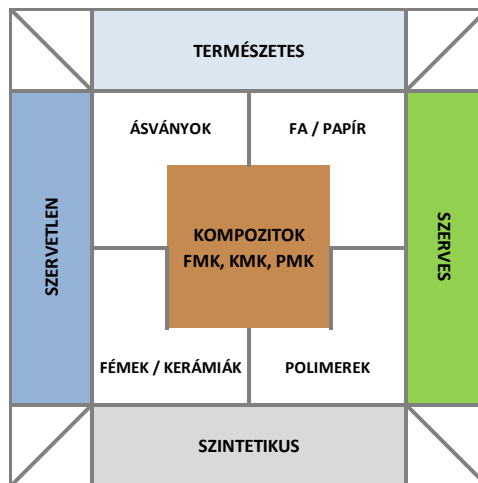 TERMÉSZETES
ÁSVÁNYOK
FA / PAPÍR
SZERVETLEN
KOMPOZITOK
FMK, KMK, PMK
SZERVES
FÉMEK / KERÁMIÁK
POLIMEREK
SZINTETIKUS